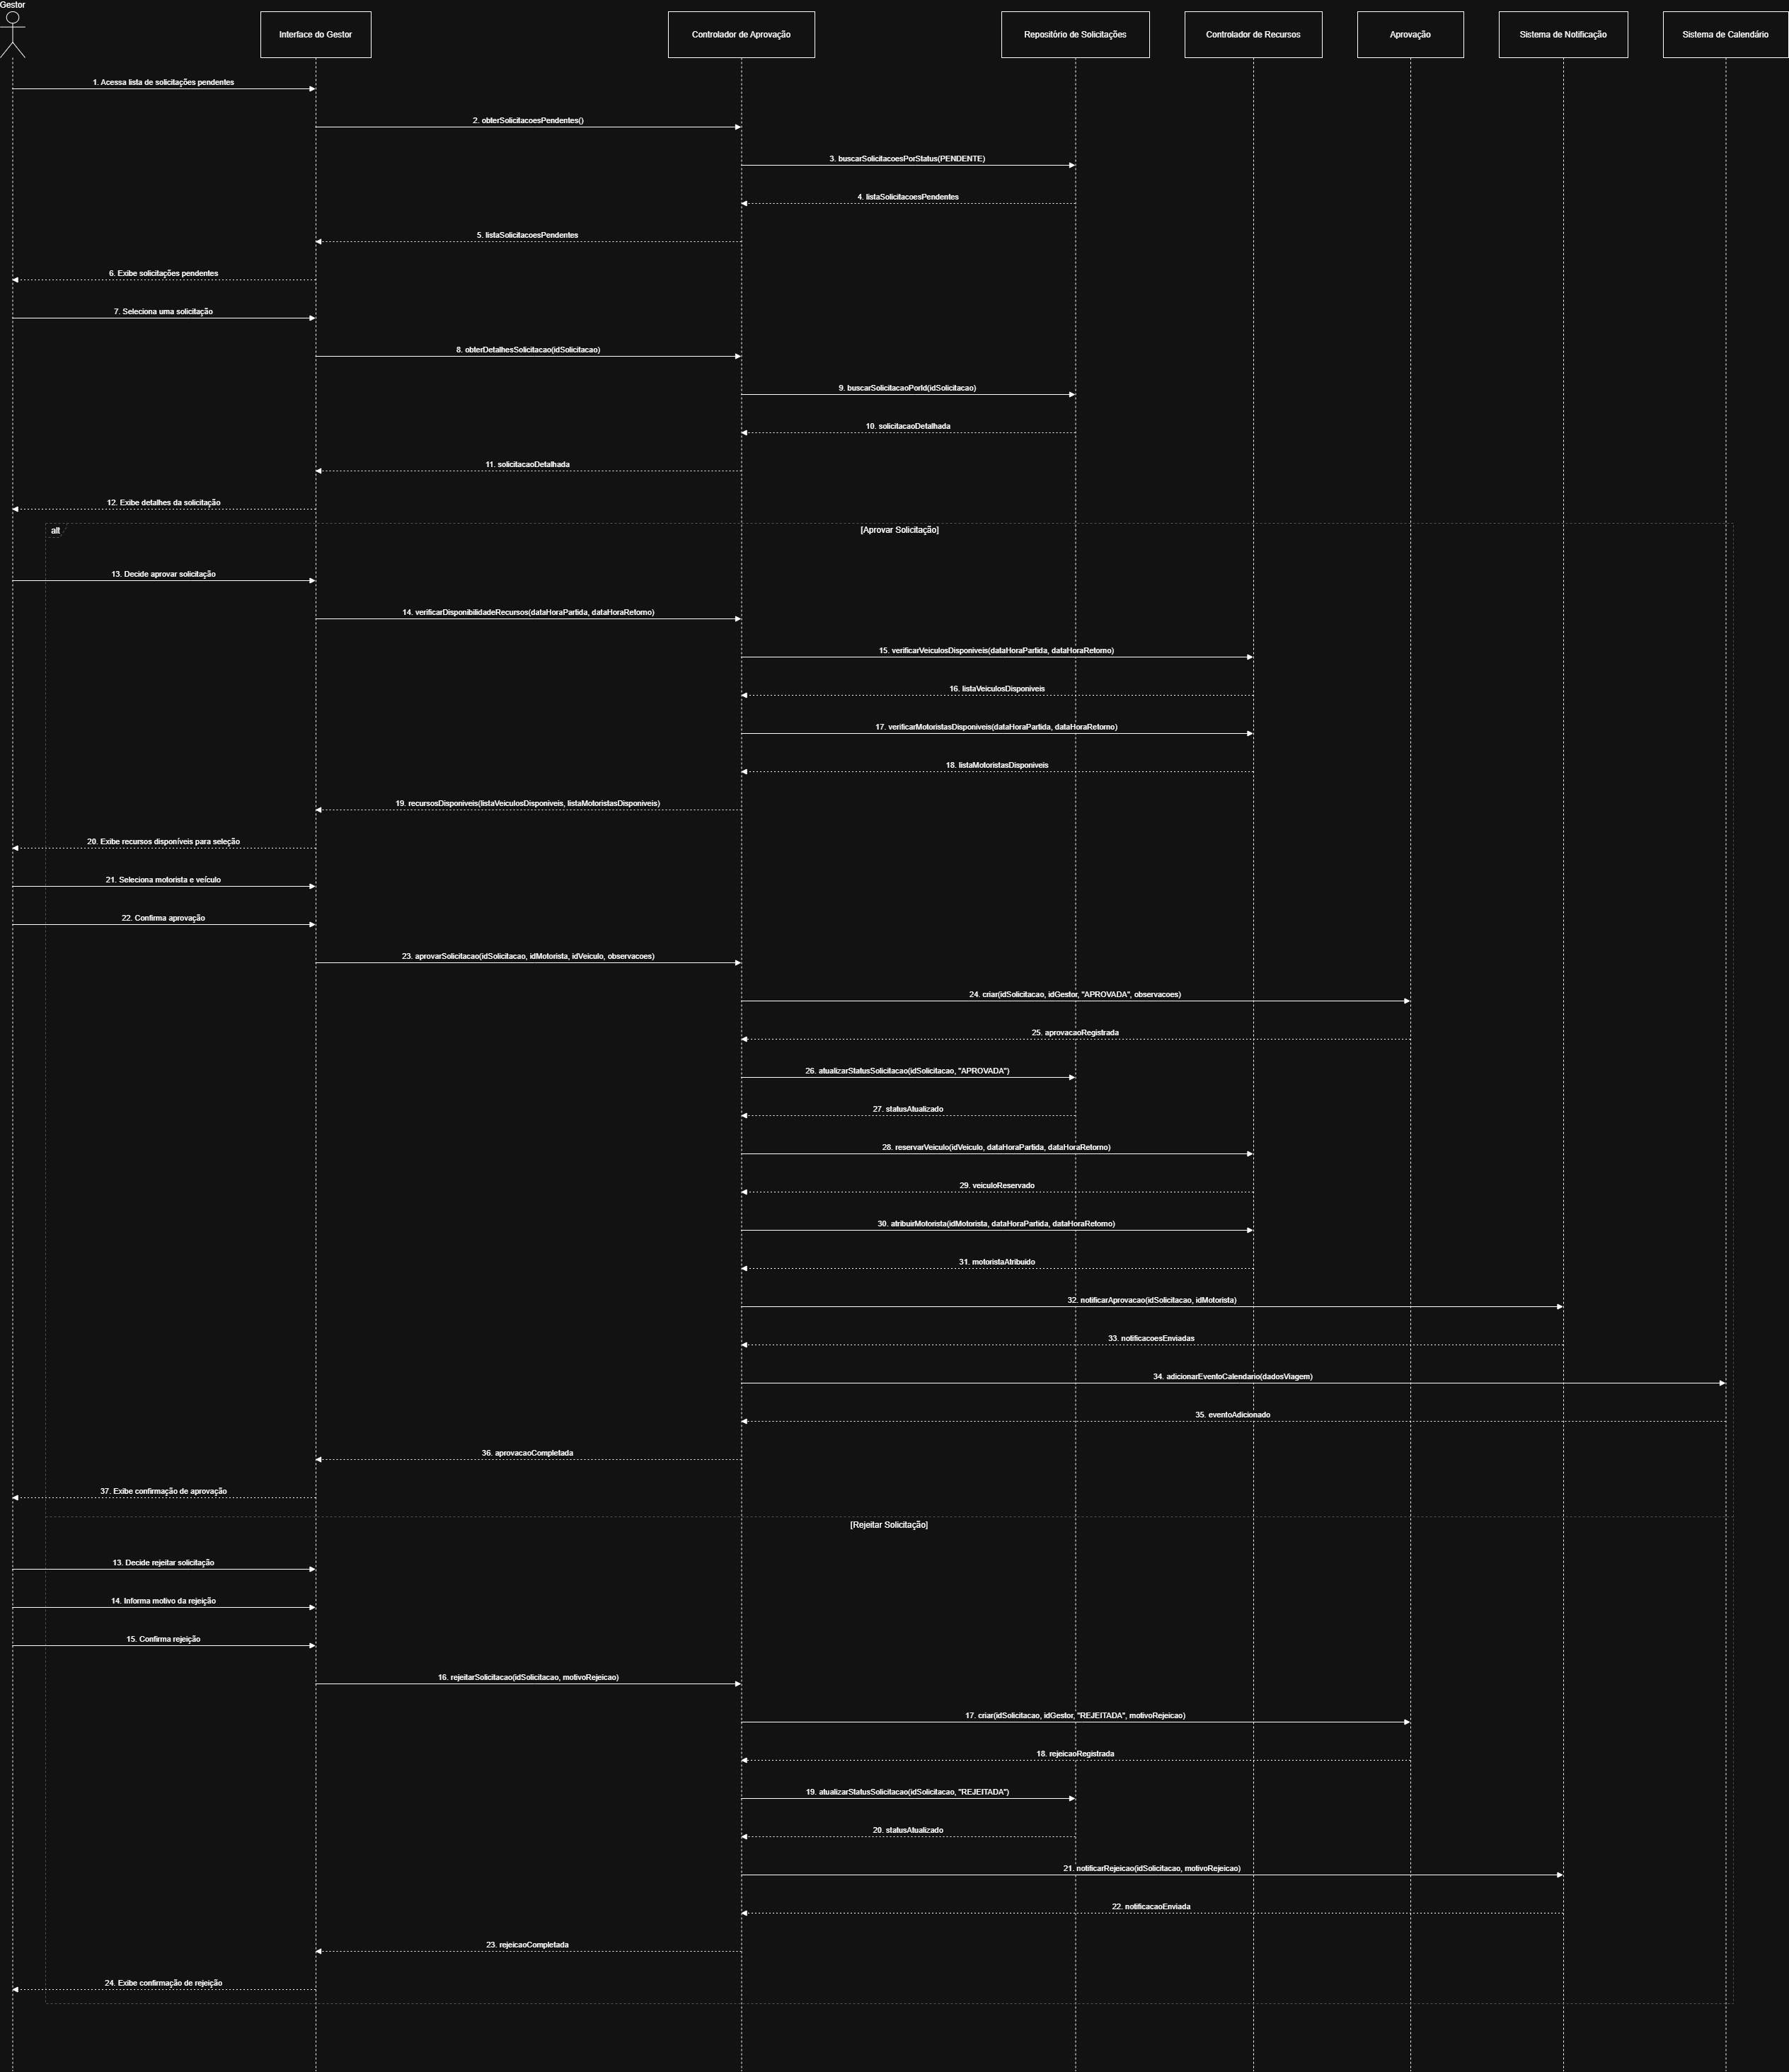 Gestor
Interface do Gestor
Controlador de Aprovação
Repositório de Solicitações
Controlador de Recursos
Aprovação
Sistema de Notificação
Sistema de Calendário
1. Acessa lista de solicitações pendentes
2. obterSolicitacoesPendentes()
3. buscarSolicitacoesPorStatus(PENDENTE)
4. listaSolicitacoesPendentes
5. listaSolicitacoesPendentes
6. Exibe solicitações pendentes
7. Seleciona uma solicitação
8. obterDetalhesSolicitacao(idSolicitacao)
9. buscarSolicitacaoPorId(idSolicitacao)
10. solicitacaoDetalhada
11. solicitacaoDetalhada
12. Exibe detalhes da solicitação
alt
[Aprovar Solicitação]
13. Decide aprovar solicitação
14. verificarDisponibilidadeRecursos(dataHoraPartida, dataHoraRetorno)
15. verificarVeiculosDisponiveis(dataHoraPartida, dataHoraRetorno)
16. listaVeiculosDisponiveis
17. verificarMotoristasDisponiveis(dataHoraPartida, dataHoraRetorno)
18. listaMotoristasDisponiveis
19. recursosDisponiveis(listaVeiculosDisponiveis, listaMotoristasDisponiveis)
20. Exibe recursos disponíveis para seleção
21. Seleciona motorista e veículo
22. Confirma aprovação
23. aprovarSolicitacao(idSolicitacao, idMotorista, idVeiculo, observacoes)
24. criar(idSolicitacao, idGestor, "APROVADA", observacoes)
25. aprovacaoRegistrada
26. atualizarStatusSolicitacao(idSolicitacao, "APROVADA")
27. statusAtualizado
28. reservarVeiculo(idVeiculo, dataHoraPartida, dataHoraRetorno)
29. veiculoReservado
30. atribuirMotorista(idMotorista, dataHoraPartida, dataHoraRetorno)
31. motoristaAtribuido
32. notificarAprovacao(idSolicitacao, idMotorista)
33. notificacoesEnviadas
34. adicionarEventoCalendario(dadosViagem)
35. eventoAdicionado
36. aprovacaoCompletada
37. Exibe confirmação de aprovação
[Rejeitar Solicitação]
13. Decide rejeitar solicitação
14. Informa motivo da rejeição
15. Confirma rejeição
16. rejeitarSolicitacao(idSolicitacao, motivoRejeicao)
17. criar(idSolicitacao, idGestor, "REJEITADA", motivoRejeicao)
18. rejeicaoRegistrada
19. atualizarStatusSolicitacao(idSolicitacao, "REJEITADA")
20. statusAtualizado
21. notificarRejeicao(idSolicitacao, motivoRejeicao)
22. notificacaoEnviada
23. rejeicaoCompletada
24. Exibe confirmação de rejeição